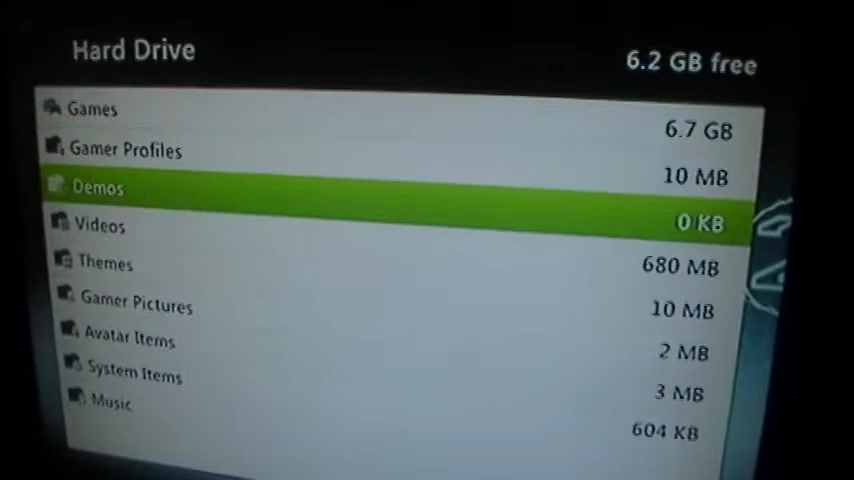 Hard Drive 6.2 GB free
Games 6.7 GB
Gamer Profiles 10 MB
Demos 0 KB
Videos 680 MB
Themes 10 MB
Gamer Pictures 2 MB
Avatar Items 3 MB
System Items 604 KB
Music